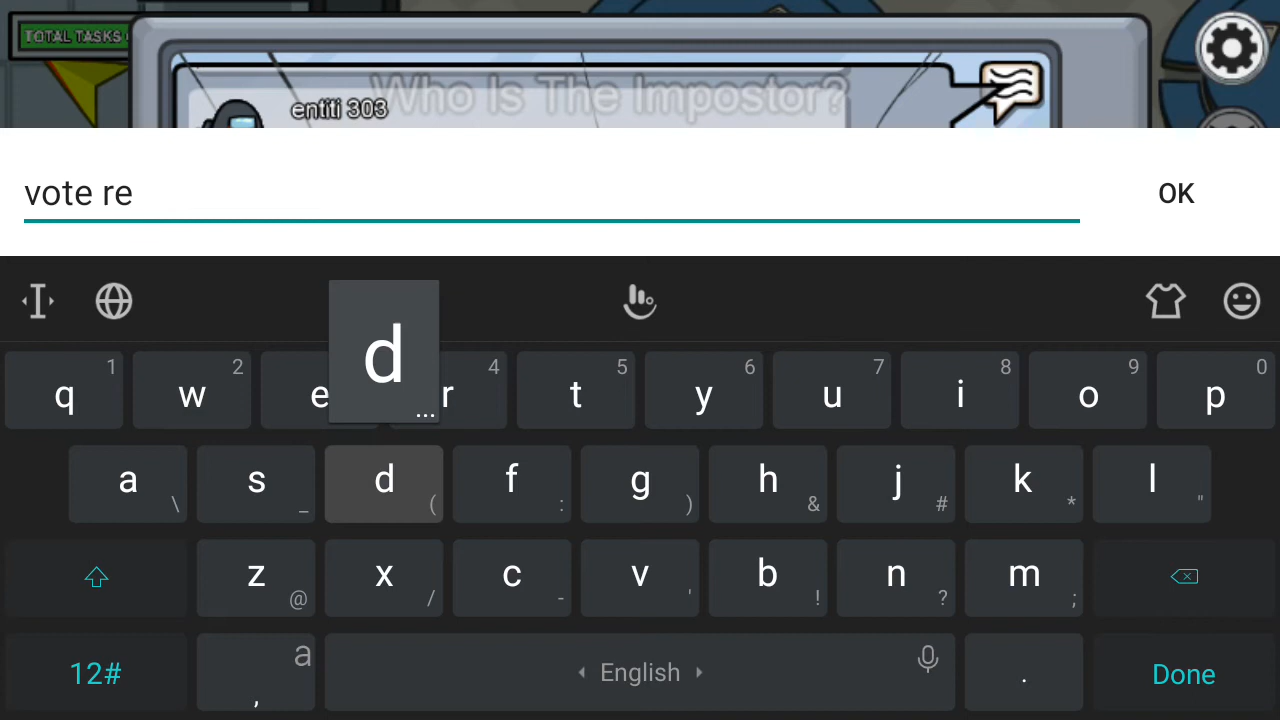 TOTAL TASKS
Who Is The Impostor?
entiti 303
vote re
OK
d
...
1 2 4 5 6 7 8 9 0
q w e r t y u i o p
a s d f g h j k l
\ _ ( : ) & # * "
z x c v b n m
@ / - ' ! ? ;
12# a , English . Done